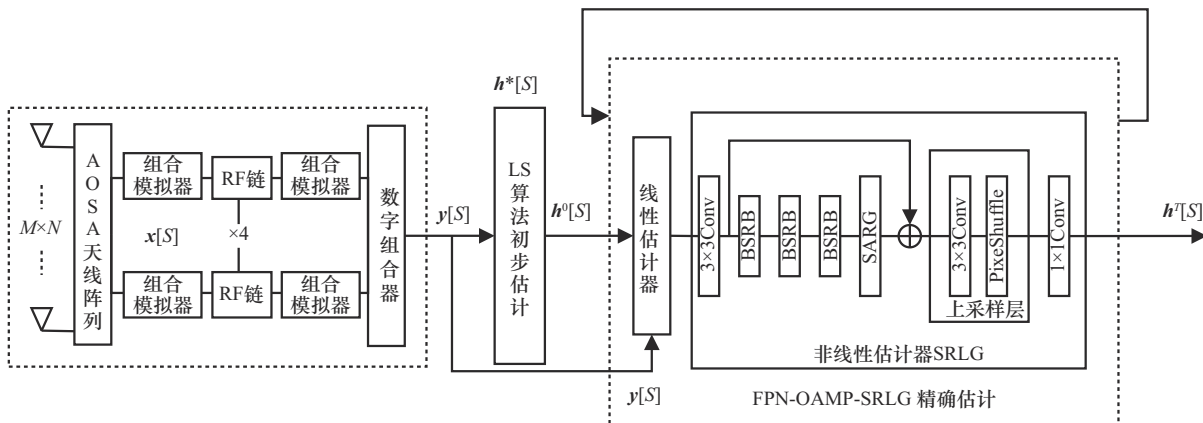 M×N
AOSA天线阵列
组合
模拟器
RF链
组合
模拟器
x[S]
×4
组合
模拟器
RF链
组合
模拟器
数字组合器
y[S]
h*[S]
LS算法初步估计
h⁰[S]
线性估计器
y[S]
3×3Conv
BSRB
BSRB
BSRB
SARG
3×3Conv
PixeShuffle
上采样层
1×1Conv
非线性估计器SRLG
FPN-OAMP-SRLG 精确估计
hᵀ[S]